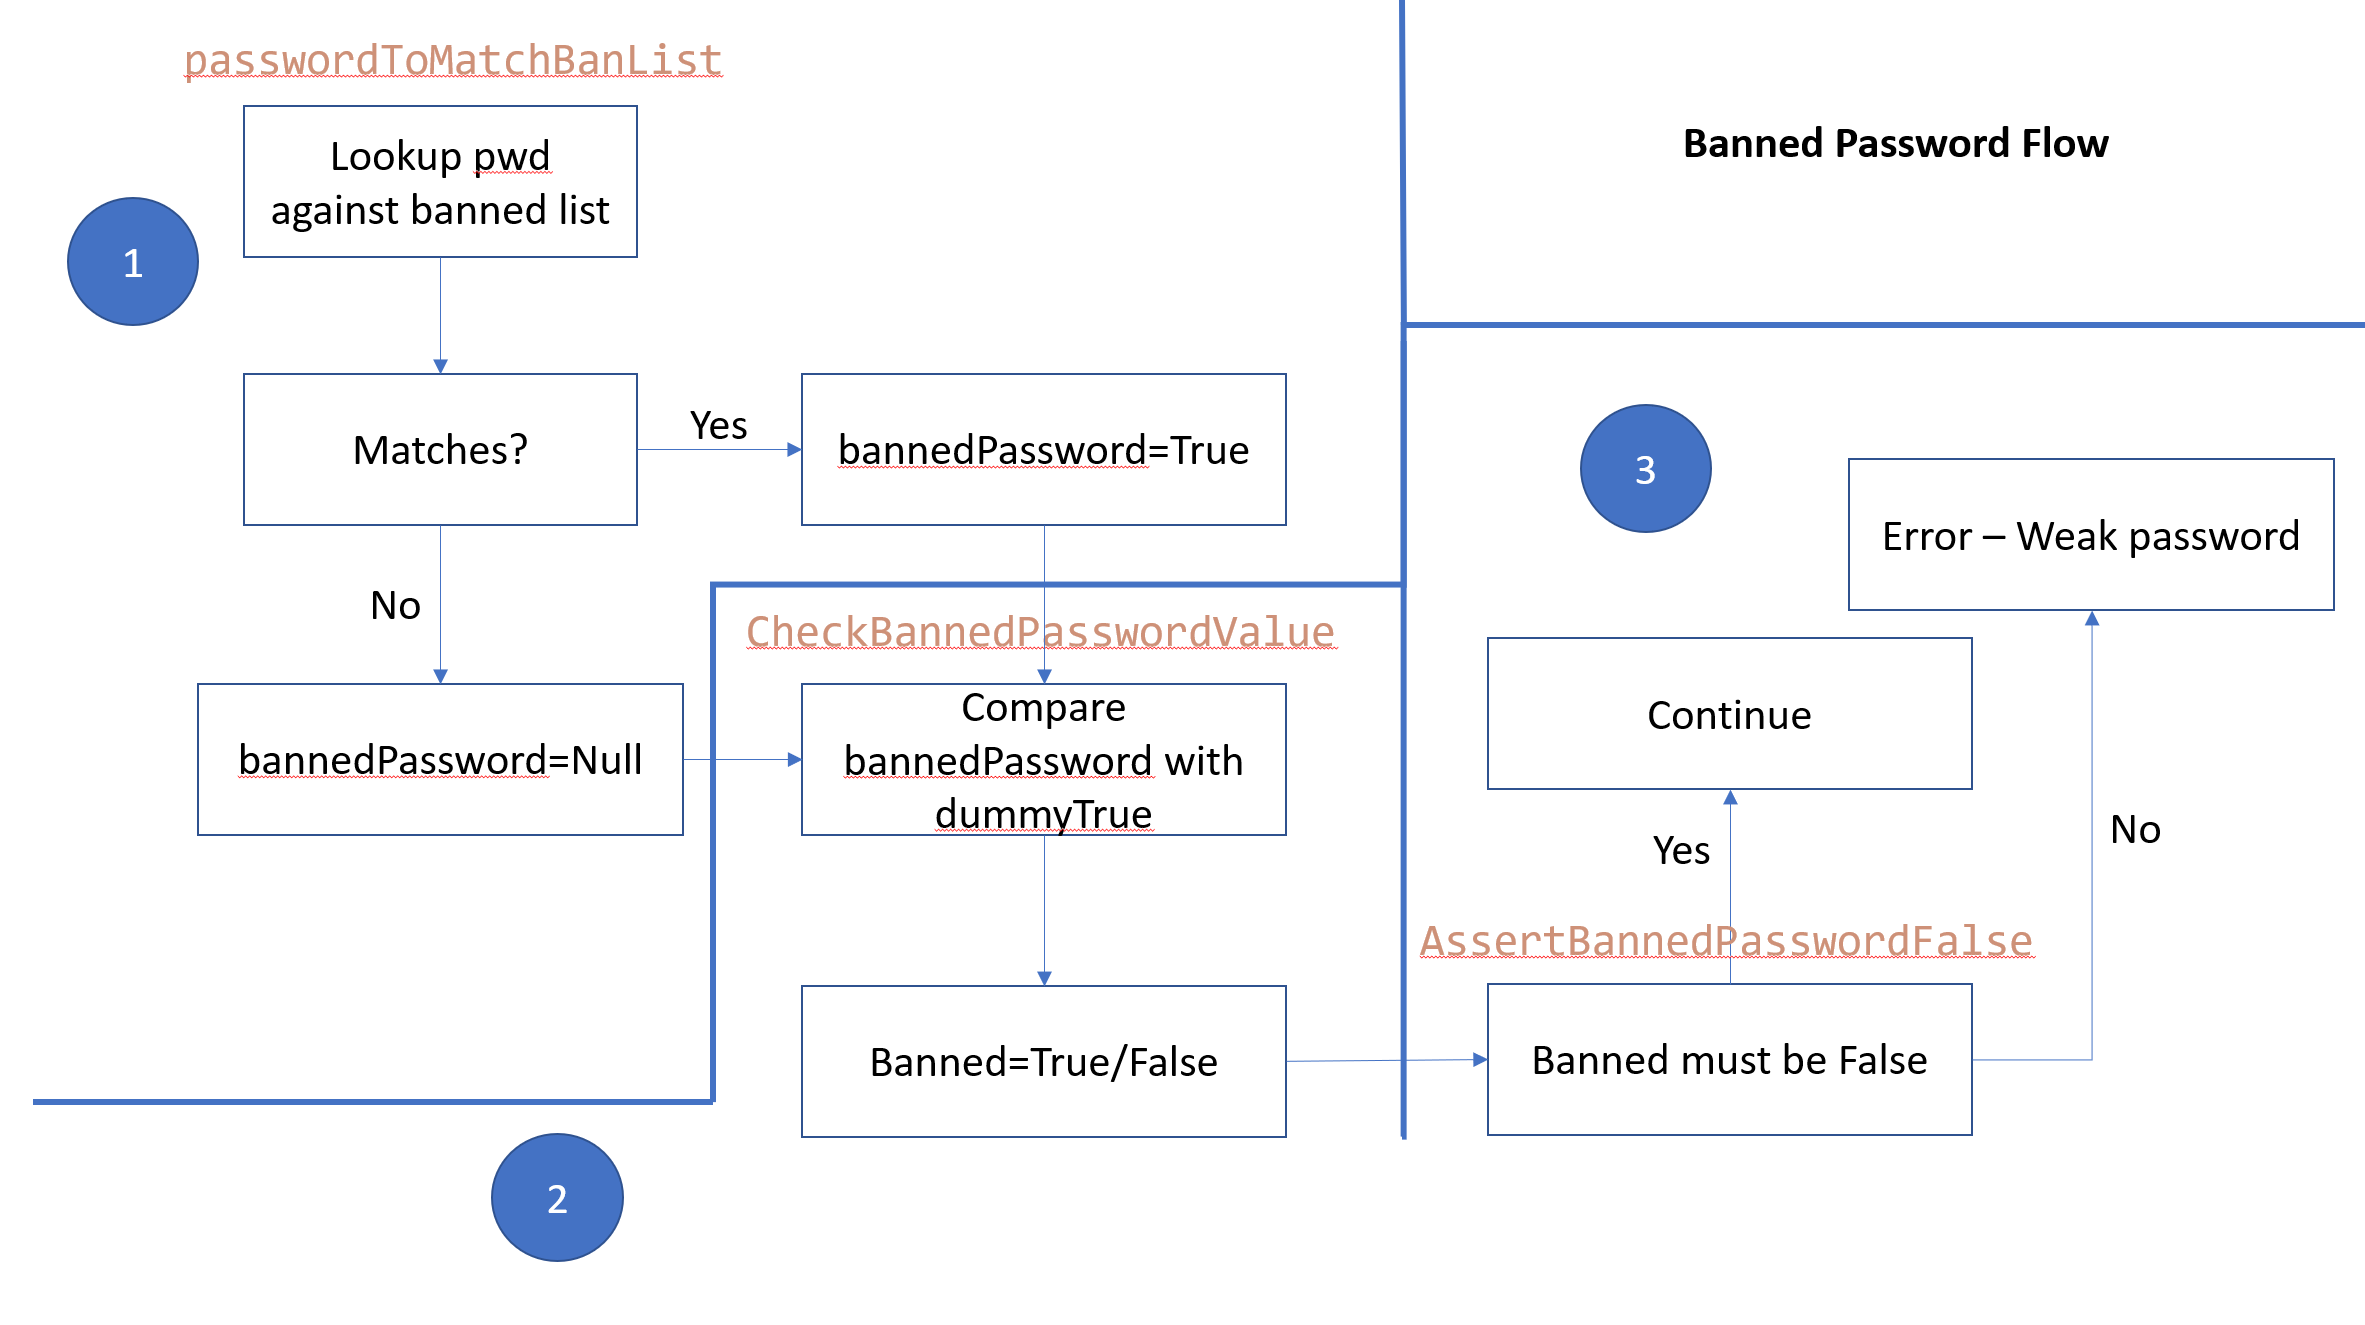 passwordToMatchBanList
Lookup pwd
against banned list
1
Matches?
Yes
bannedPassword=True
No
bannedPassword=Null
CheckBannedPasswordValue
Compare
bannedPassword with
dummyTrue
Banned=True/False
2
Banned Password Flow
3
Error – Weak password
Continue
Yes
No
AssertBannedPasswordFalse
Banned must be False